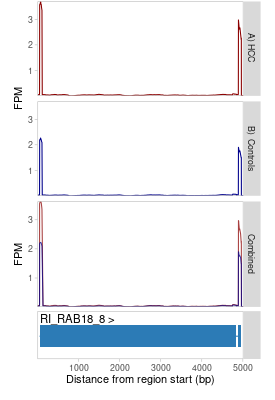 3
2
1
A) HCC
3
2
1
B) Controls
FPM
3
2
1
Combined
FPM
RI_RAB18_8 >
1000 2000 3000 4000 5000
Distance from region start (bp)